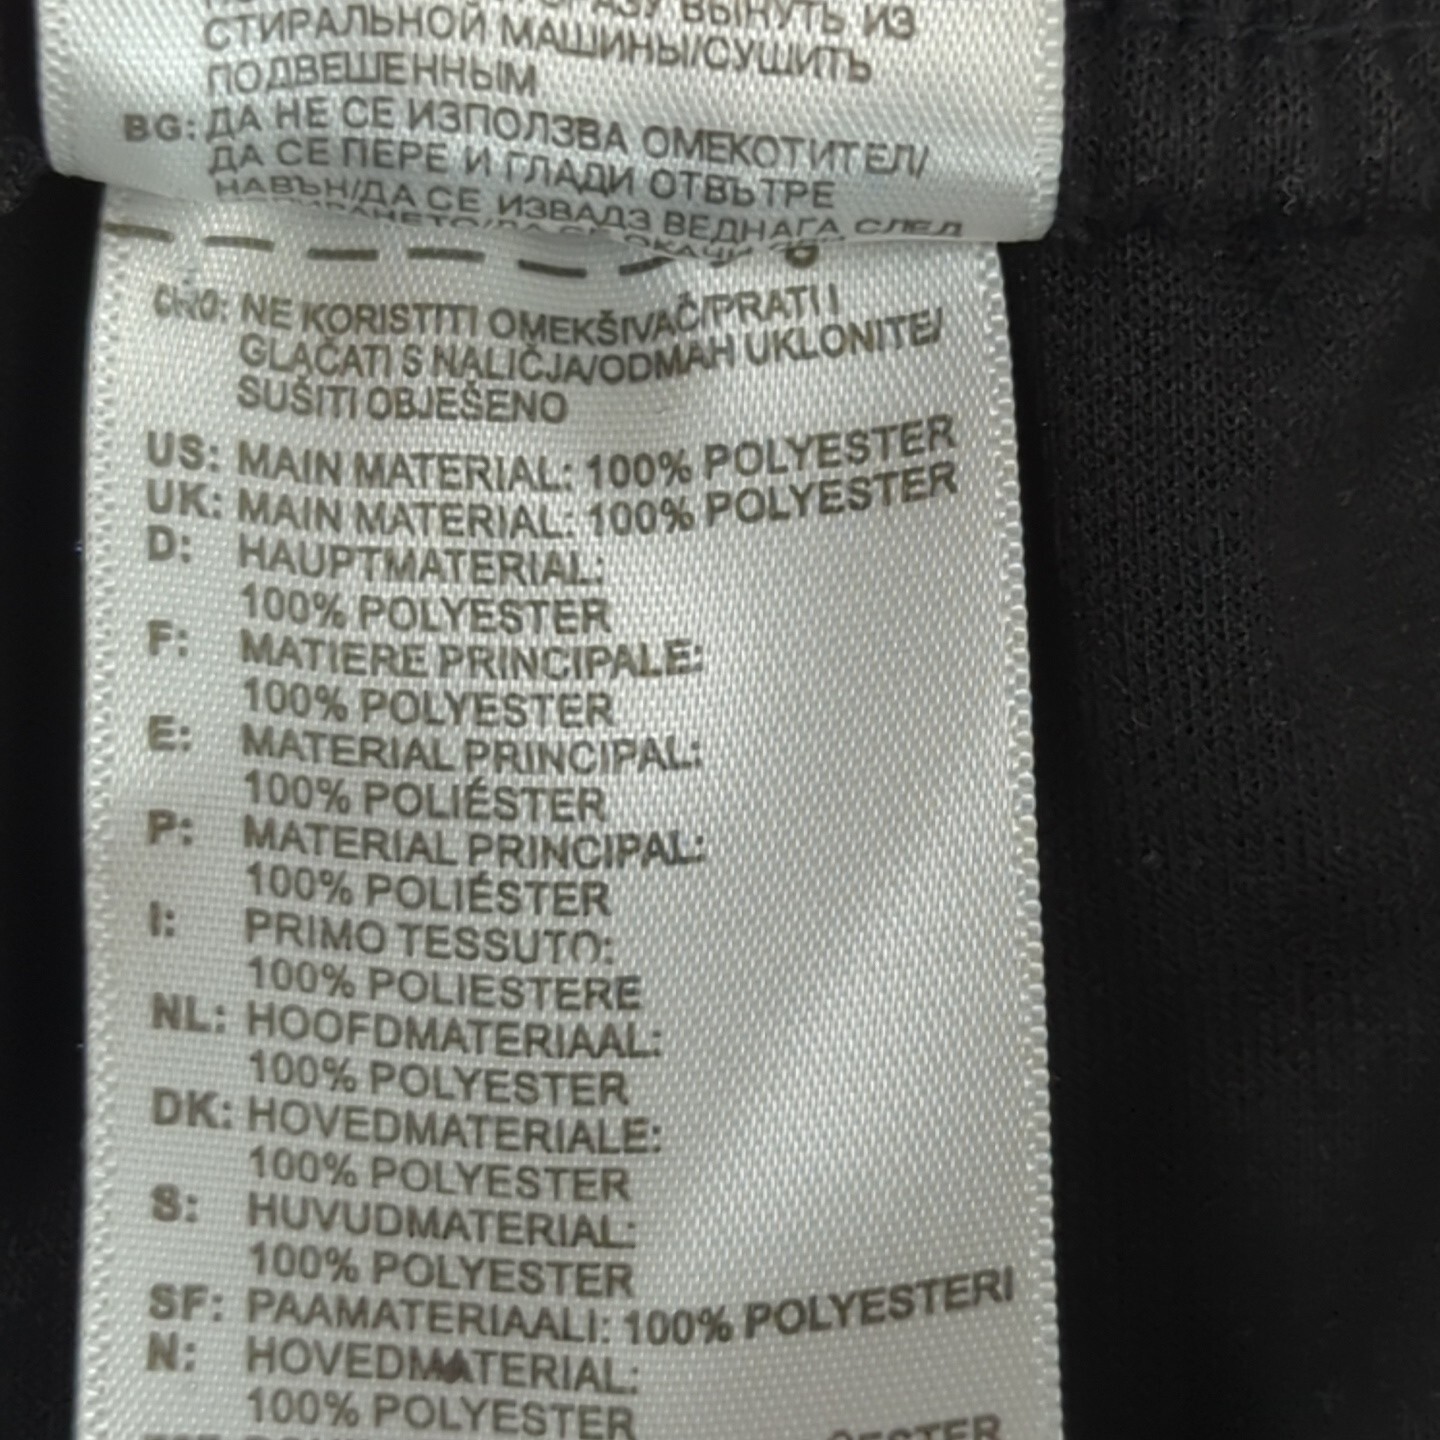 ВЫНУТЬ ИЗ
СТИРАЛЬНОЙ МАШИНЫ/СУШИТЬ
ПОДВЕШЕННЫМ
BG: ДА НЕ СЕ ИЗПОЛЗВА ОМЕКОТИТЕЛ/
ДА СЕ ПЕРЕ И ГЛАДИ ОТВЪТРЕ
НАВЪН/ДА СЕ ИЗВАДЗ ВЕДНАГА СЛЕД
CRO: NE KORISTITI OMEKŠIVAČ/PRATI I
GLAČATI S NALIČJA/ODMAH UKLONITE/
SUŠITI OBJEŠENO
US: MAIN MATERIAL: 100% POLYESTER
UK: MAIN MATERIAL: 100% POLYESTER
D: HAUPTMATERIAL:
100% POLYESTER
F: MATIERE PRINCIPALE:
100% POLYESTER
E: MATERIAL PRINCIPAL:
100% POLIÉSTER
P: MATERIAL PRINCIPAL:
100% POLIÉSTER
I: PRIMO TESSUTO:
100% POLIESTERE
NL: HOOFDMATERIAAL:
100% POLYESTER
DK: HOVEDMATERIALE:
100% POLYESTER
S: HUVUDMATERIAL:
100% POLYESTER
SF: PAAMATERIAALI: 100% POLYESTERI
N: HOVEDMATERIAL:
100% POLYESTER